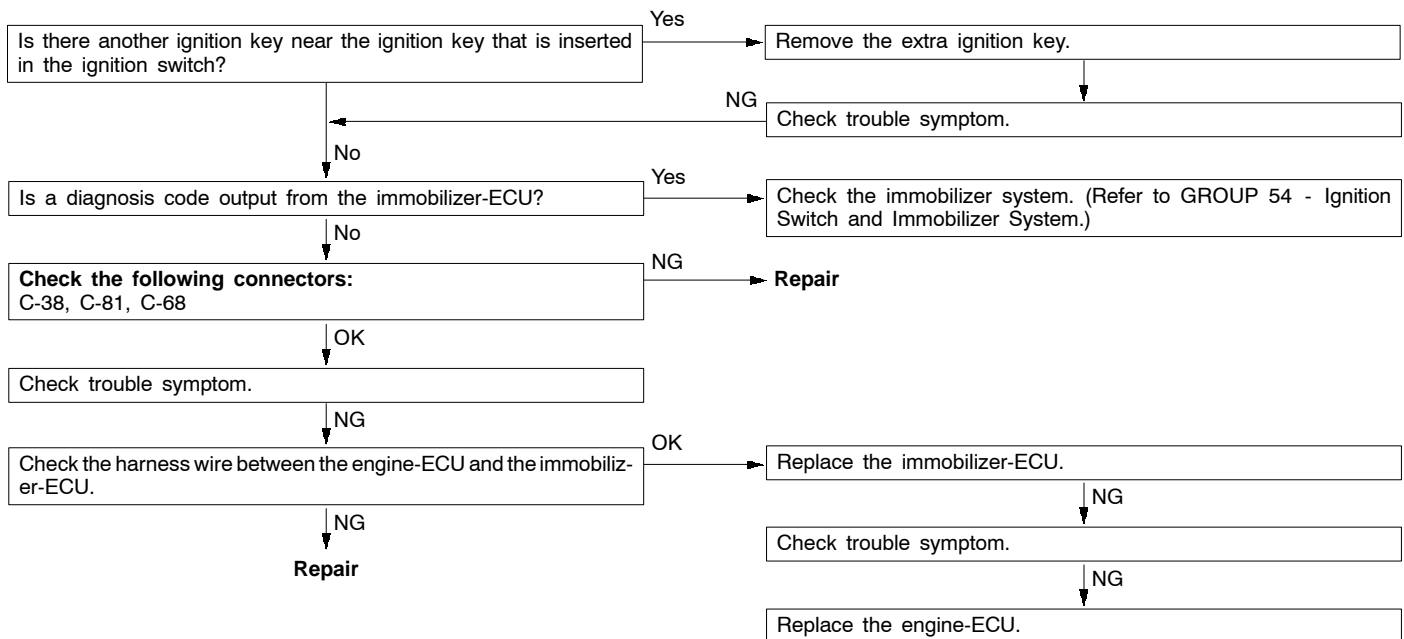 Yes
Is there another ignition key near the ignition key that is inserted
in the ignition switch?
Remove the extra ignition key.
NG
Check trouble symptom.
No
Is a diagnosis code output from the immobilizer-ECU?
Yes
Check the immobilizer system. (Refer to GROUP 54 - Ignition
Switch and Immobilizer System.)
No
Check the following connectors:
C-38, C-81, C-68
NG
Repair
OK
Check trouble symptom.
NG
Check the harness wire between the engine-ECU and the immobiliz-
er-ECU.
OK
Replace the immobilizer-ECU.
NG
NG
Repair
Check trouble symptom.
NG
Replace the engine-ECU.